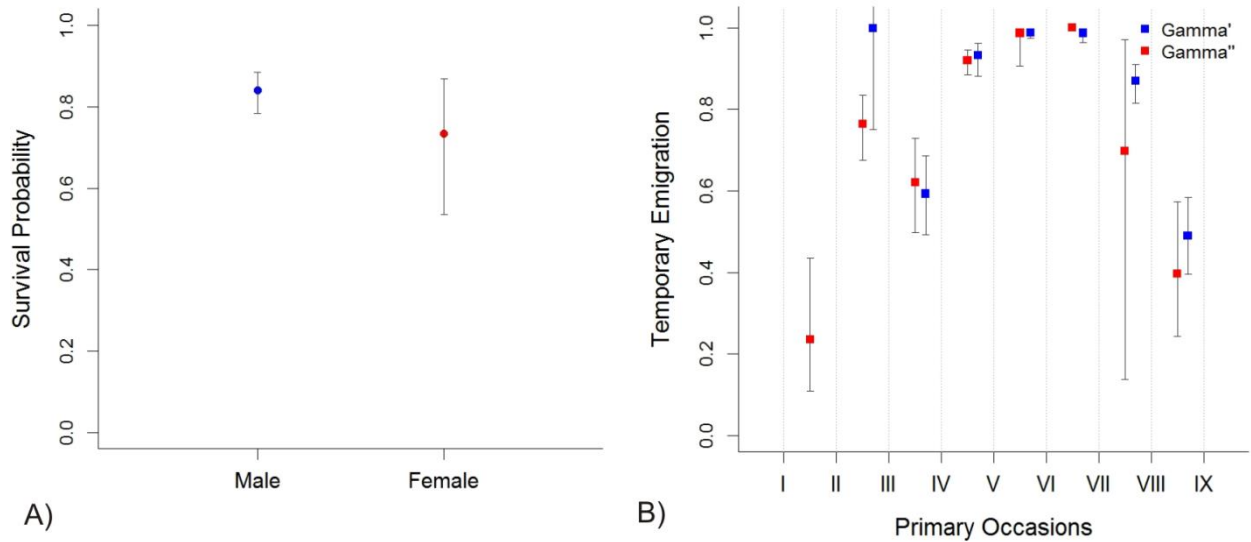 Survival Probability
1.0
0.8
0.6
0.4
0.2
0.0
Male Female
A)
Temporary Emigration
1.0
0.8
0.6
0.4
0.2
0.0
Gamma'
Gamma"
I II III IV V VI VII VIII IX
Primary Occasions
B)